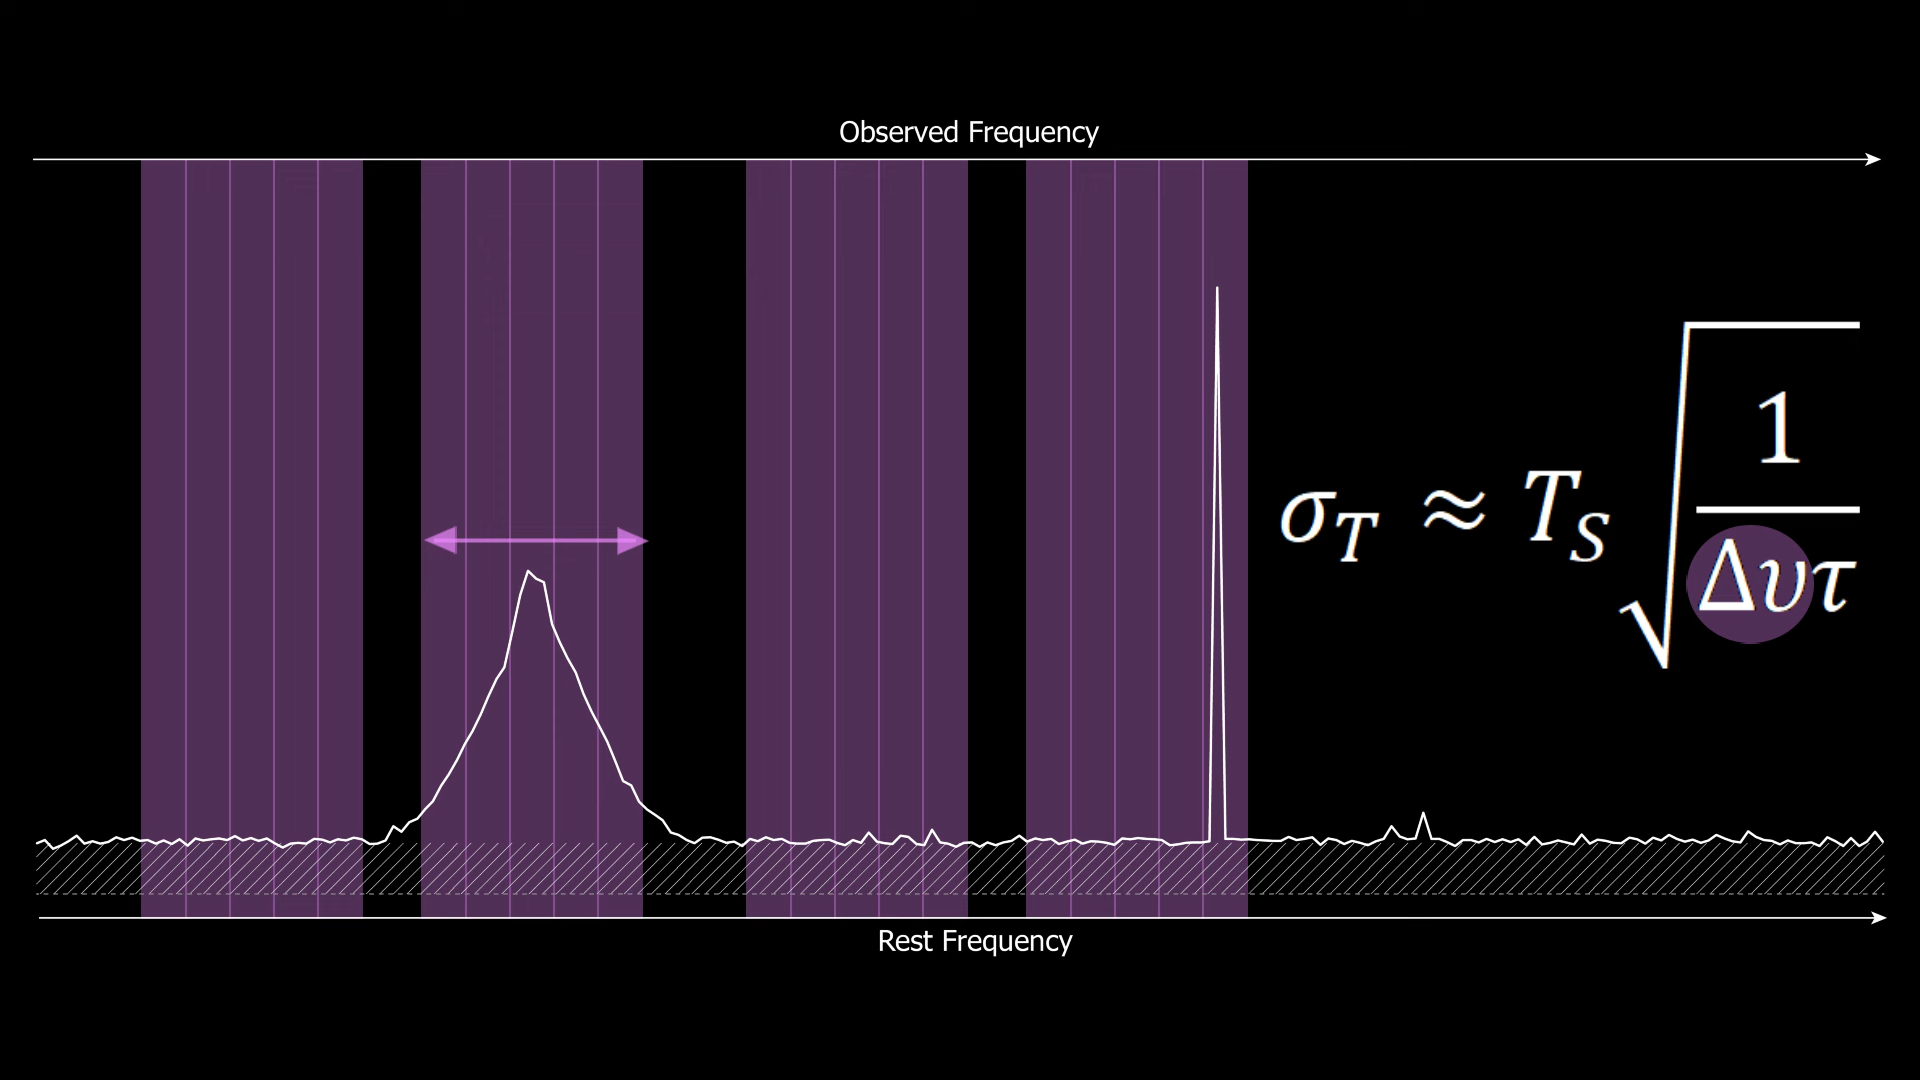 Observed Frequency
σ_T ≈ T_S √(1/Δυτ)
Rest Frequency